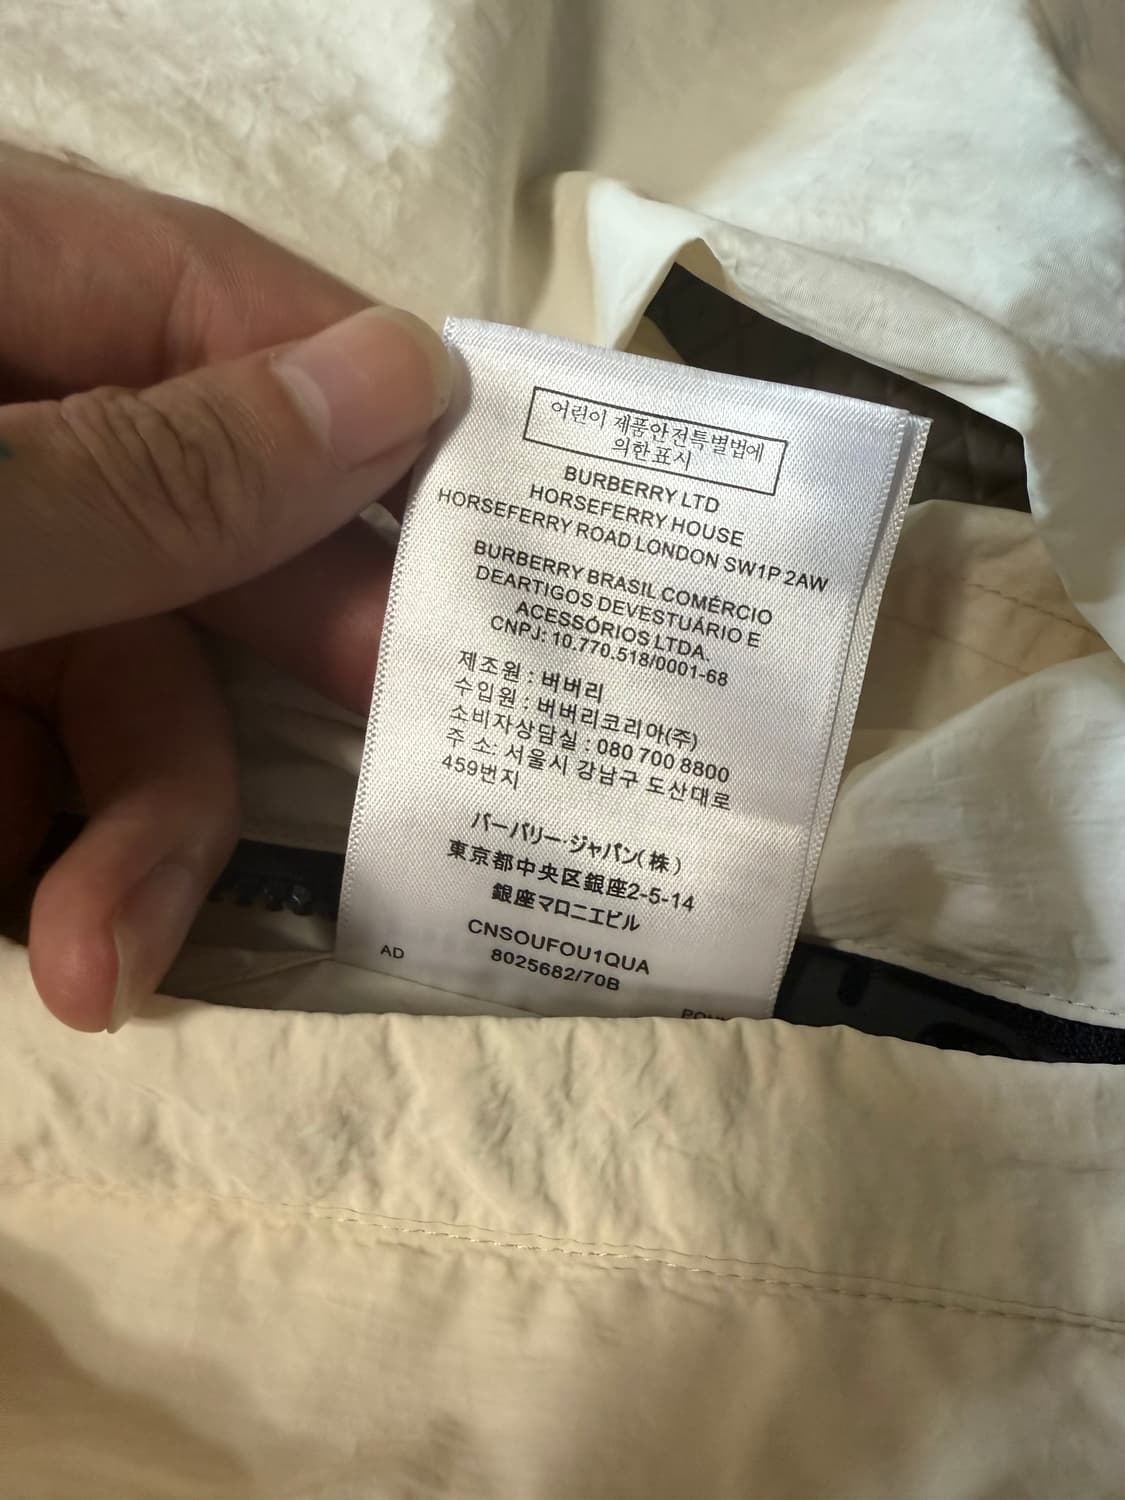 어린이 제품안전특별법에
의한표시
BURBERRY LTD
HORSEFERRY HOUSE
HORSEFERRY ROAD LONDON SW1P 2AW
BURBERRY BRASIL COMÉRCIO
DEARTIGOS DEVESTUÁRIO E
ACESSÓRIOS LTDA.
CNPJ: 10.770.518/0001-68
제조원 : 버버리
수입원 : 버버리코리아(주)
소비자상담실 : 080 700 8800
주 소: 서울시 강남구 도산대로
459번지
バーバリー・ジャパン(株)
東京都中央区銀座2-5-14
銀座マロニエビル
CNSOUFOU1QUA
8025682/70B
AD